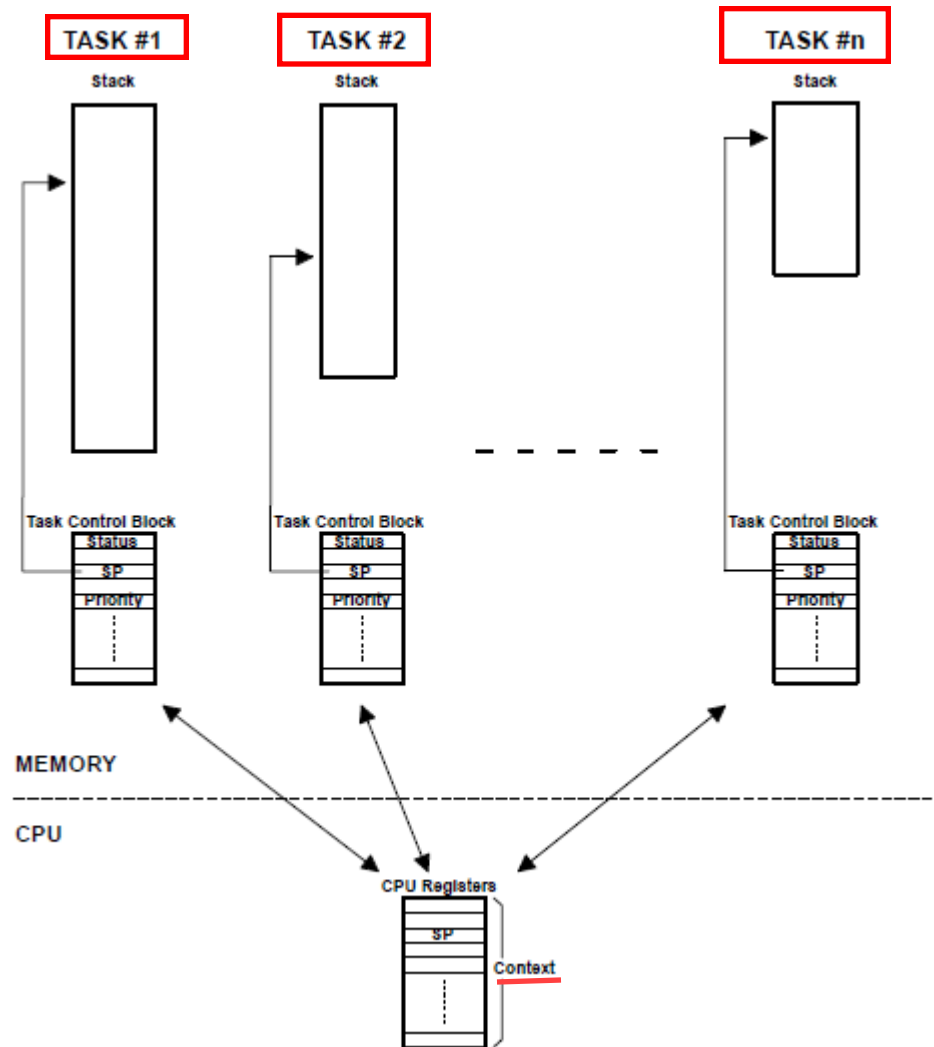 TASK #1
TASK #2
TASK #n
Stack
Stack
Stack
Task Control Block
Task Control Block
Task Control Block
Status
Status
Status
SP
SP
SP
Priority
Priority
Priority
MEMORY
CPU
CPU Registers
SP
Context